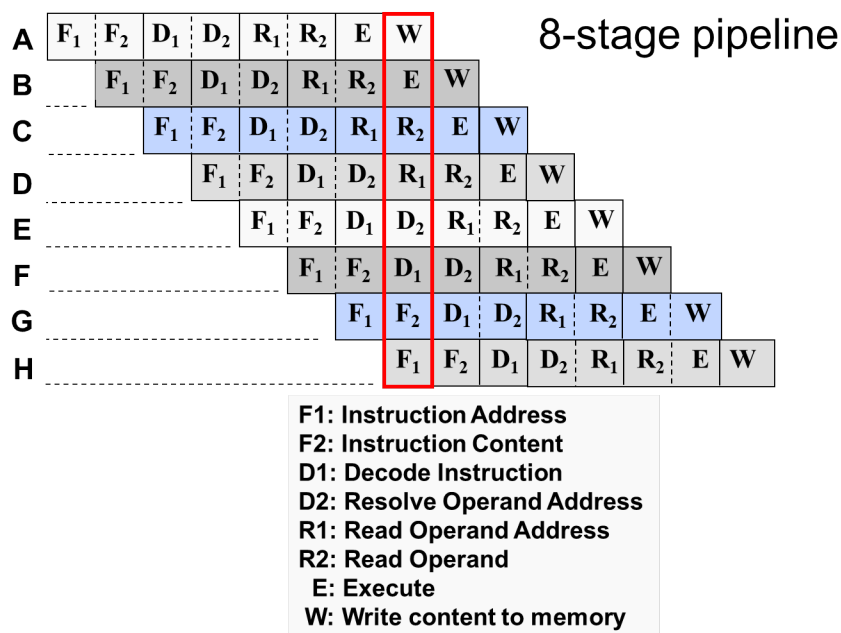 8-stage pipeline
A F₁ F₂ D₁ D₂ R₁ R₂ E W
B F₁ F₂ D₁ D₂ R₁ R₂ E W
C F₁ F₂ D₁ D₂ R₁ R₂ E W
D F₁ F₂ D₁ D₂ R₁ R₂ E W
E F₁ F₂ D₁ D₂ R₁ R₂ E W
F F₁ F₂ D₁ D₂ R₁ R₂ E W
G F₁ F₂ D₁ D₂ R₁ R₂ E W
H F₁ F₂ D₁ D₂ R₁ R₂ E W
F1: Instruction Address
F2: Instruction Content
D1: Decode Instruction
D2: Resolve Operand Address
R1: Read Operand Address
R2: Read Operand
E: Execute
W: Write content to memory